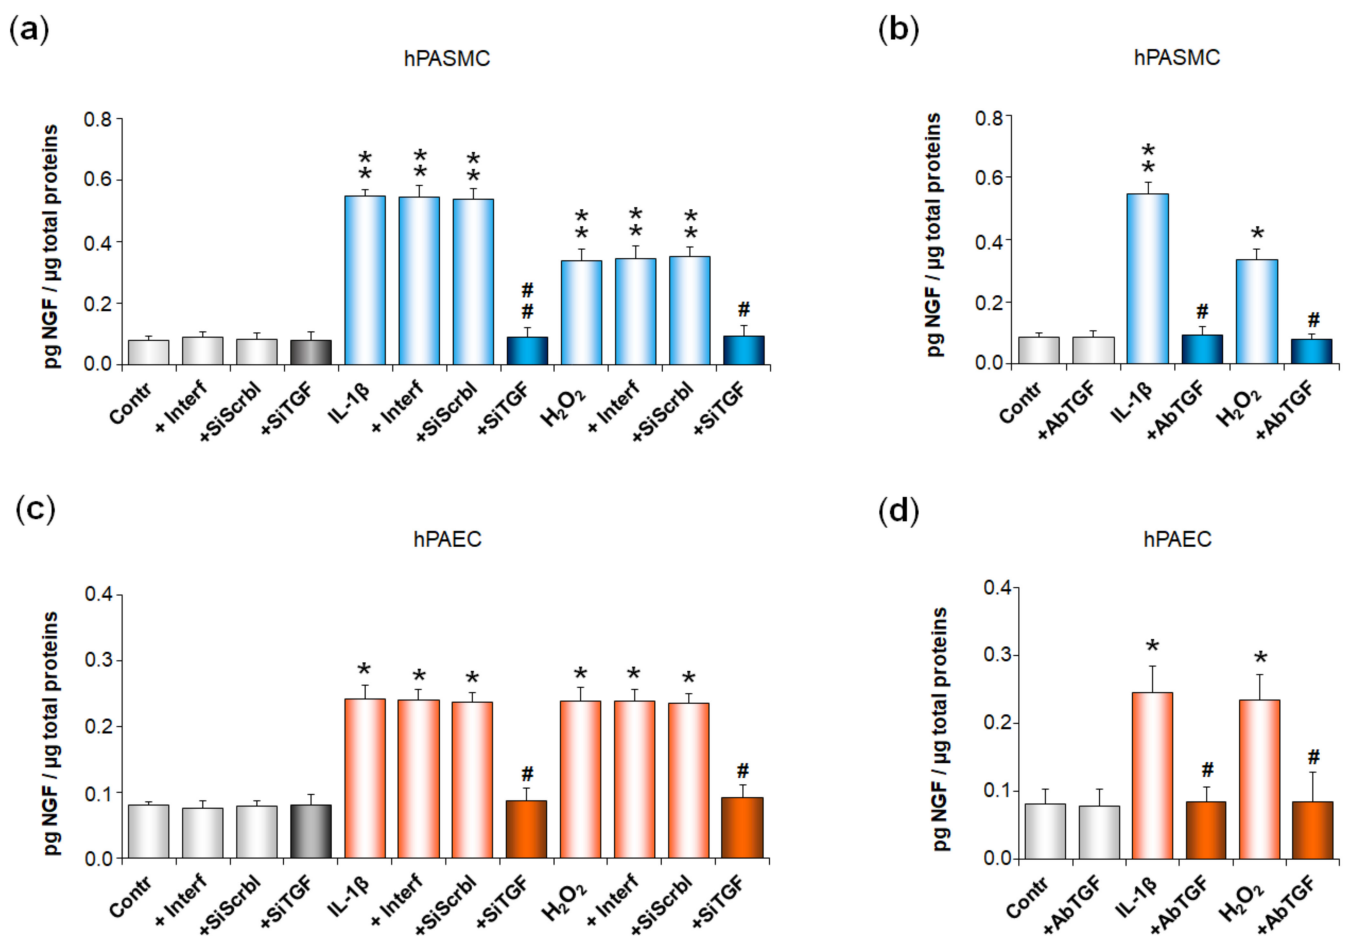 (a)
hPASMC
pg NGF / µg total proteins
0.8
0.6
0.4
0.2
0.0
**
**
**
##
**
**
**
#
Contr
+ Interf
+SiScrbl
+SiTGF
IL-1β
+ Interf
+SiScrbl
+SiTGF
H₂O₂
+ Interf
+SiScrbl
+SiTGF
(b)
hPASMC
pg NGF / µg total proteins
0.8
0.6
0.4
0.2
0.0
**
#
*
#
Contr
+AbTGF
IL-1β
+AbTGF
H₂O₂
+AbTGF
(c)
hPAEC
pg NGF / µg total proteins
0.4
0.3
0.2
0.1
0.0
*
*
*
#
*
*
*
#
Contr
+ Interf
+SiScrbl
+SiTGF
IL-1β
+ Interf
+SiScrbl
+SiTGF
H₂O₂
+ Interf
+SiScrbl
+SiTGF
(d)
hPAEC
pg NGF / µg total proteins
0.4
0.3
0.2
0.1
0.0
*
#
*
#
Contr
+AbTGF
IL-1β
+AbTGF
H₂O₂
+AbTGF